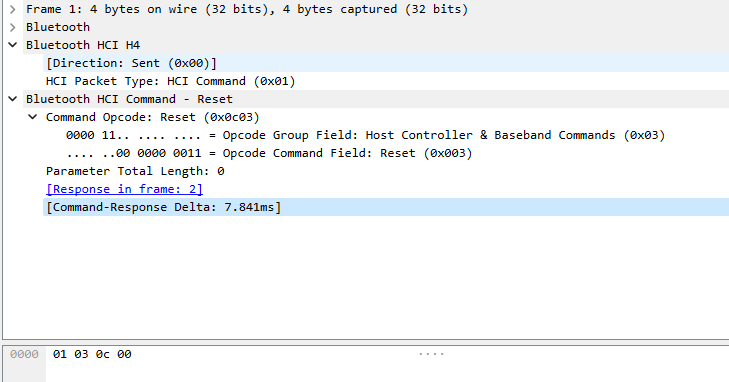 Frame 1: 4 bytes on wire (32 bits), 4 bytes captured (32 bits)
Bluetooth
Bluetooth HCI H4
[Direction: Sent (0x00)]
HCI Packet Type: HCI Command (0x01)
Bluetooth HCI Command - Reset
Command Opcode: Reset (0x0c03)
0000 11.. .... .... = Opcode Group Field: Host Controller & Baseband Commands (0x03)
.... ..00 0000 0011 = Opcode Command Field: Reset (0x003)
Parameter Total Length: 0
[Response in frame: 2]
[Command-Response Delta: 7.841ms]
0000 01 03 0c 00 ....